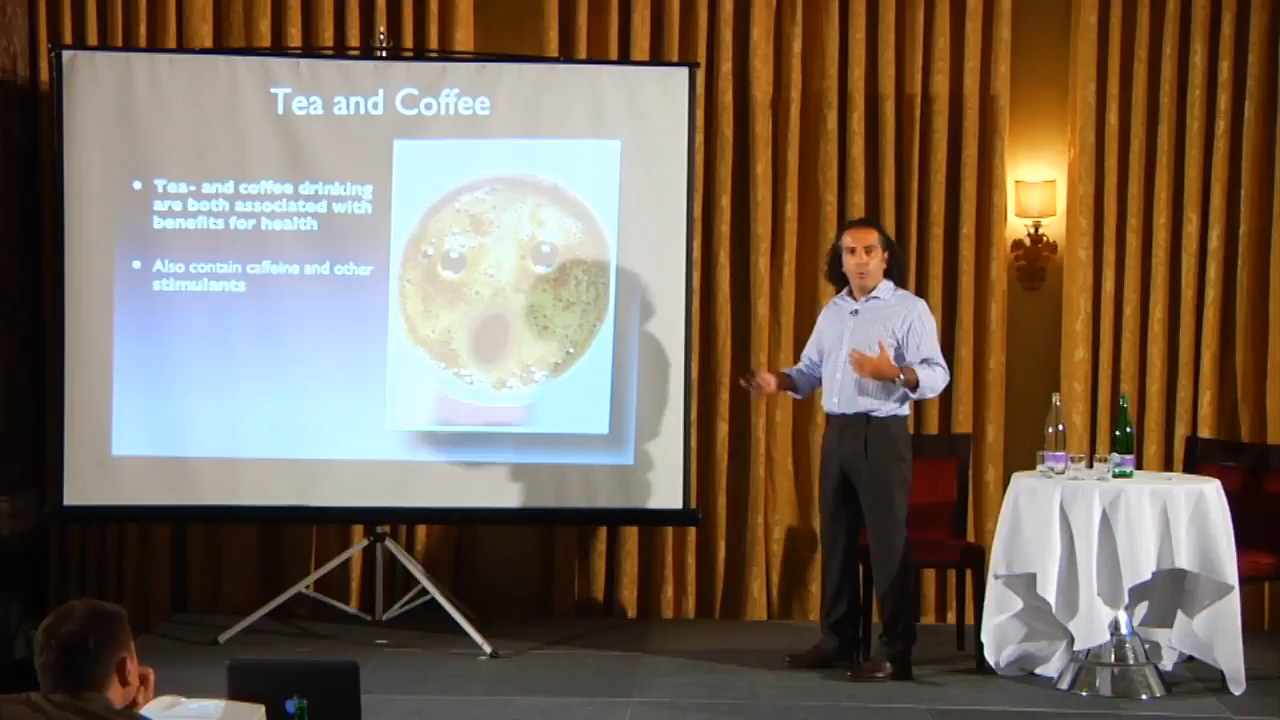 Tea and Coffee
• Tea- and coffee drinking
are both associated with
benefits for health
• Also contain caffeine and other
stimulants